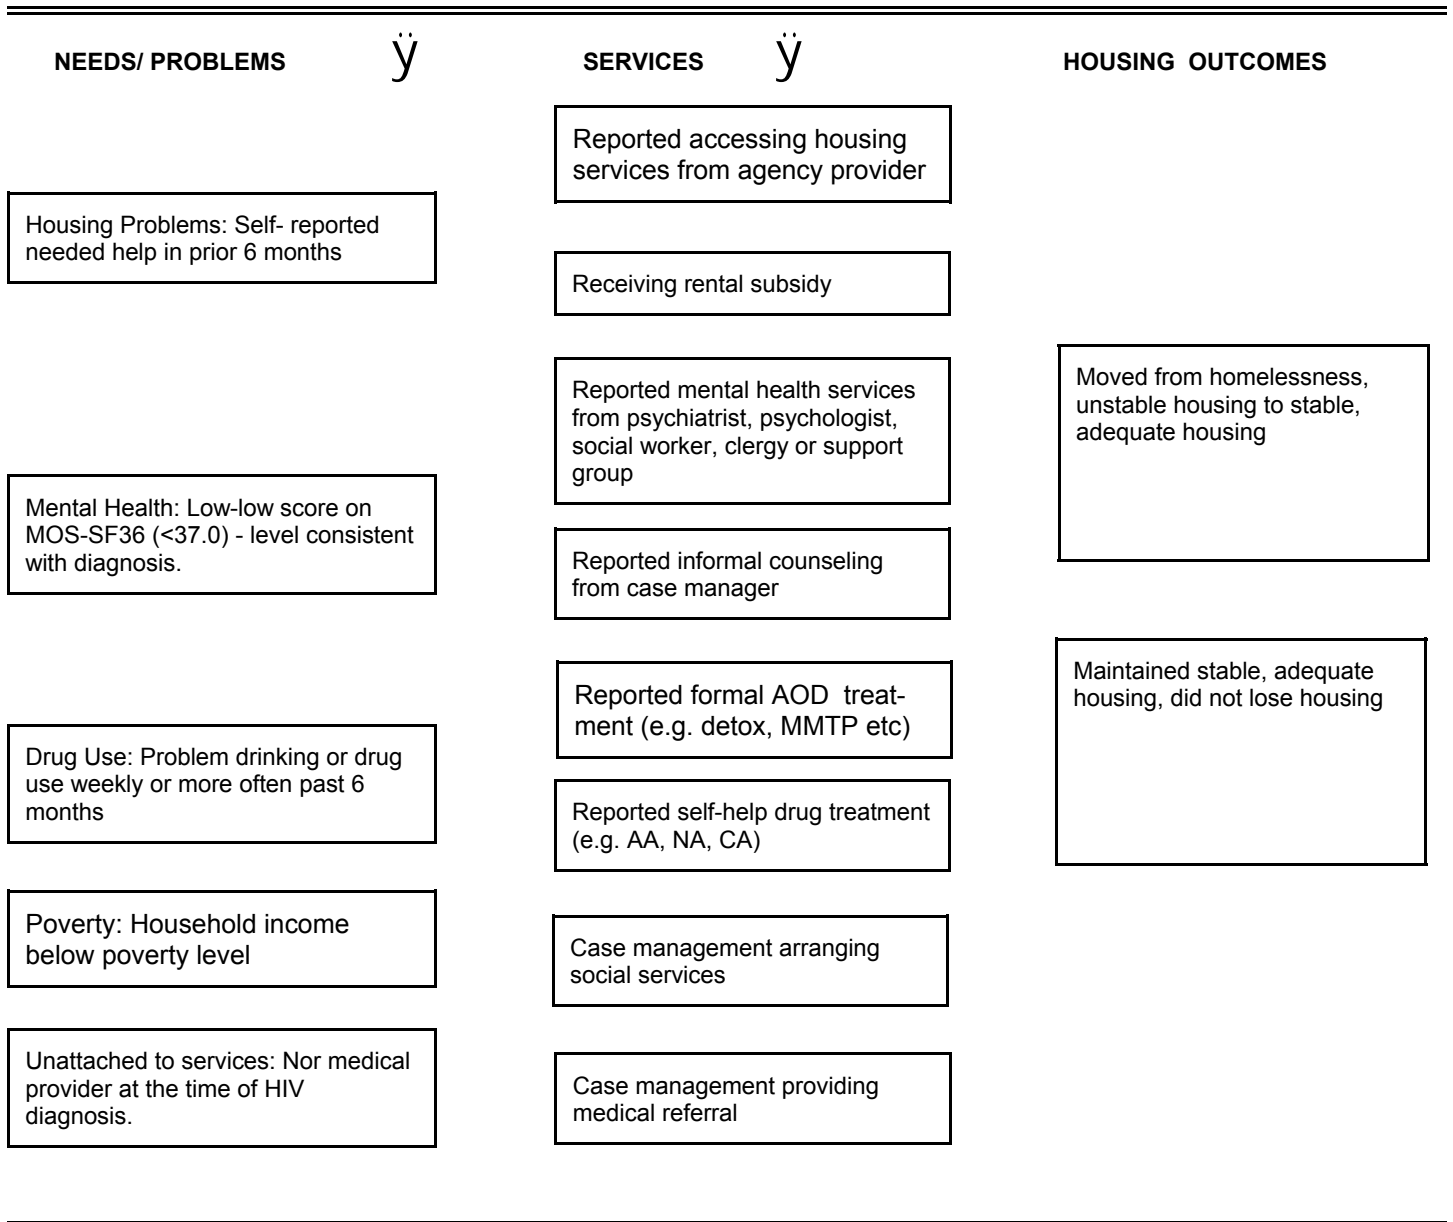 NEEDS/ PROBLEMS ÿ SERVICES ÿ HOUSING OUTCOMES
Housing Problems: Self- reported
needed help in prior 6 months
Mental Health: Low-low score on
MOS-SF36 (<37.0) - level consistent
with diagnosis.
Drug Use: Problem drinking or drug
use weekly or more often past 6
months
Poverty: Household income
below poverty level
Unattached to services: Nor medical
provider at the time of HIV
diagnosis.
Reported accessing housing
services from agency provider
Receiving rental subsidy
Reported mental health services
from psychiatrist, psychologist,
social worker, clergy or support
group
Reported informal counseling
from case manager
Reported formal AOD treat-
ment (e.g. detox, MMTP etc)
Reported self-help drug treatment
(e.g. AA, NA, CA)
Case management arranging
social services
Case management providing
medical referral
Moved from homelessness,
unstable housing to stable,
adequate housing
Maintained stable, adequate
housing, did not lose housing